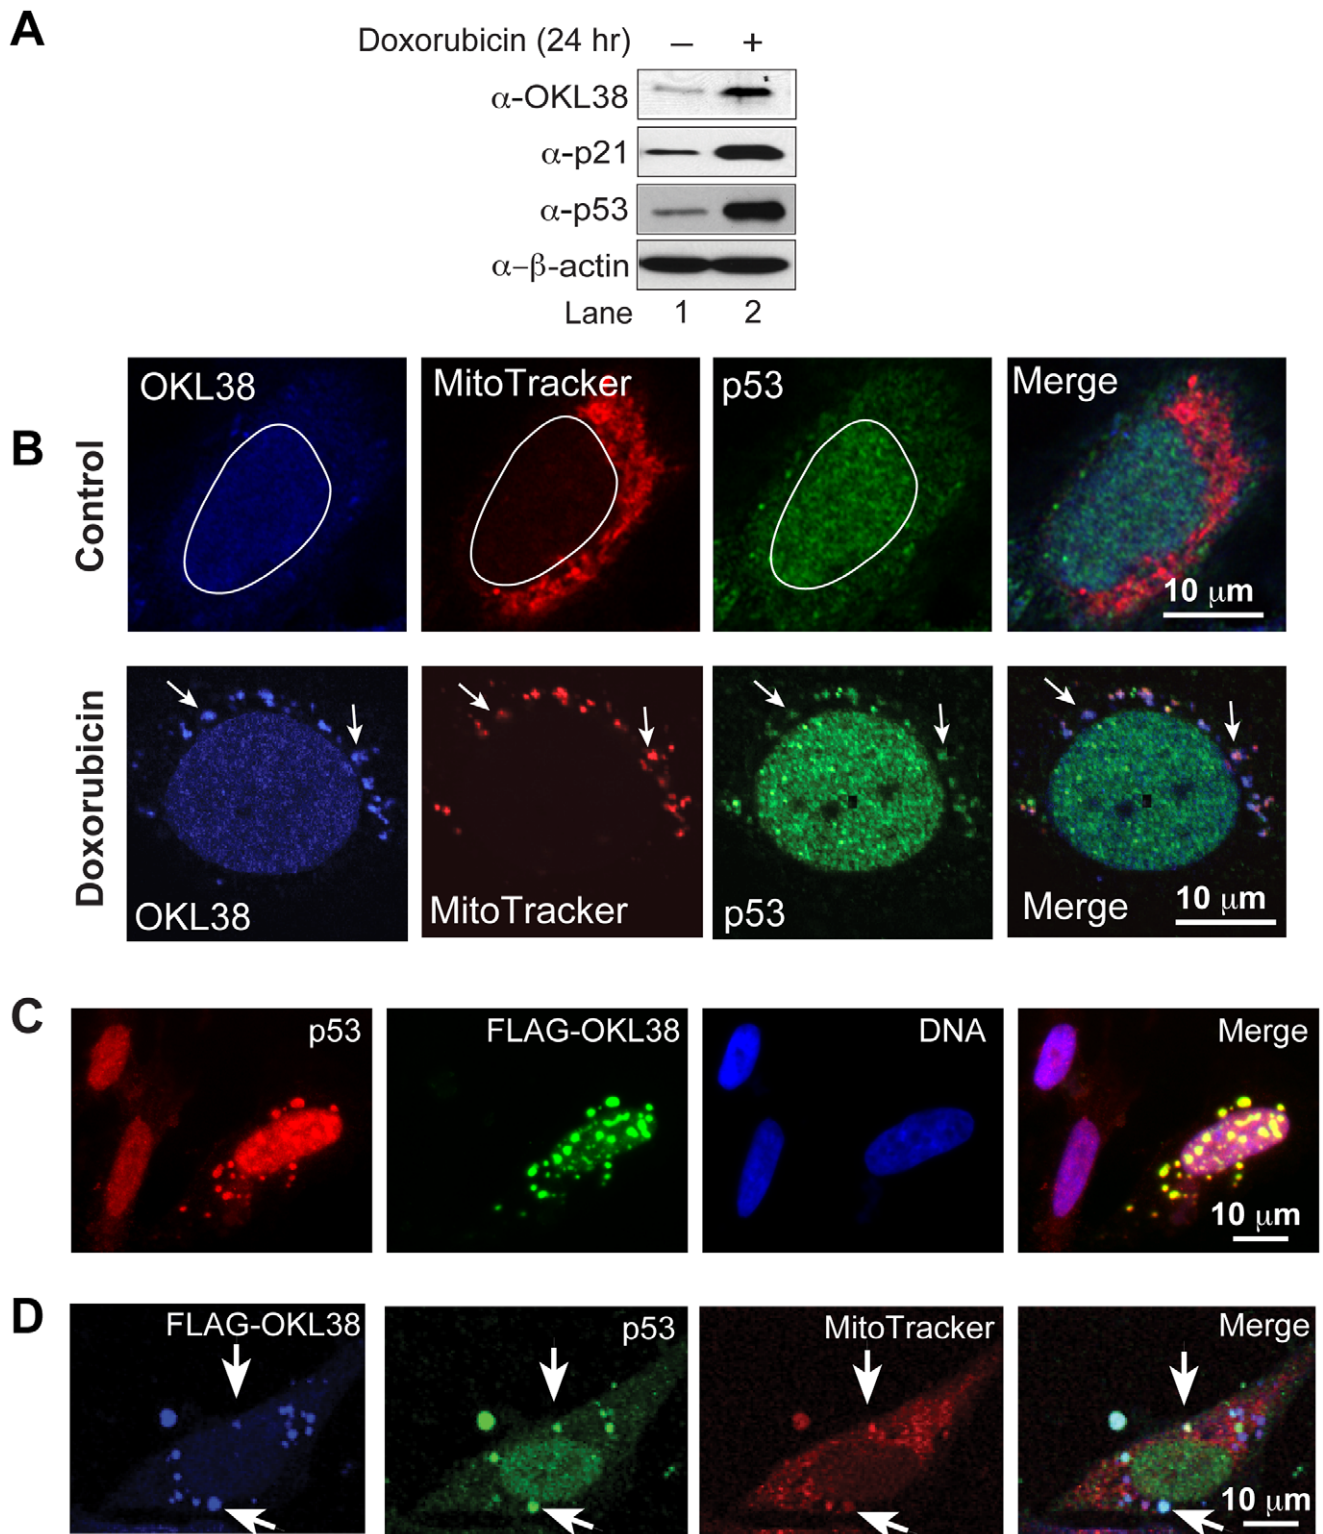 A
Doxorubicin (24 hr) – +
α-OKL38
α-p21
α-p53
α–β-actin
Lane 1 2
B
Control
OKL38
MitoTracker
p53
Merge
10 μm
Doxorubicin
OKL38
MitoTracker
p53
Merge
10 μm
C
p53
FLAG-OKL38
DNA
Merge
10 μm
D
FLAG-OKL38
p53
MitoTracker
Merge
10 μm